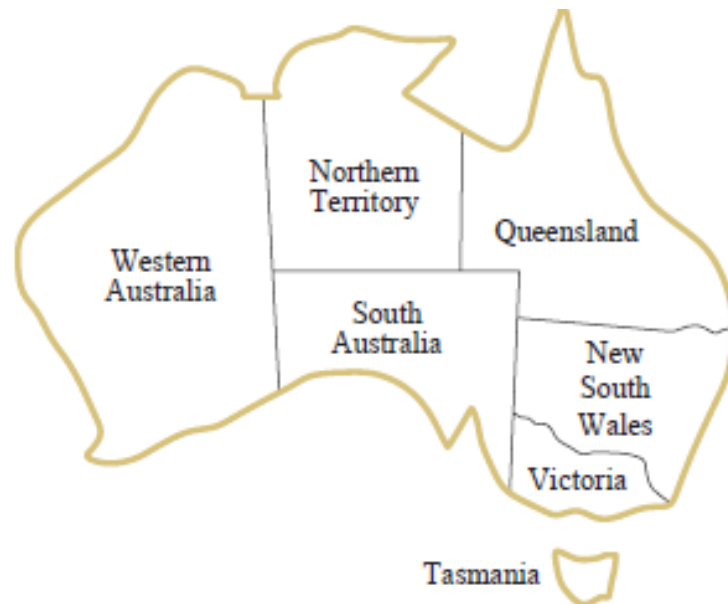 Northern
Territory
Queensland
Western
Australia
South
Australia
New
South
Wales
Victoria
Tasmania